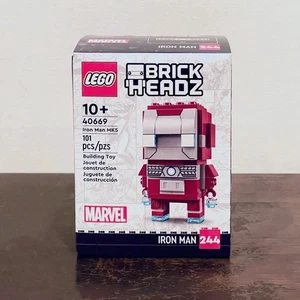 LEGO
BRICK
HEADZ
10+
40669
Iron Man MK5
101
pcs/pzs
Building Toy
Jouet de
construction
Juguete de
construcción
MARVEL
IRON MAN 244
IRON MAN 244